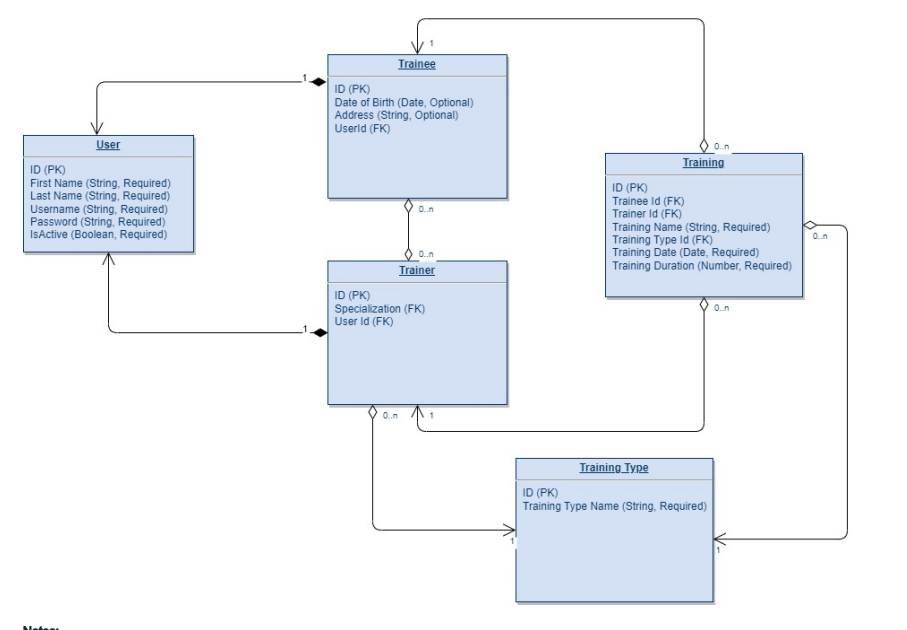 1
Trainee
ID (PK)
Date of Birth (Date, Optional)
Address (String, Optional)
UserId (FK)
1
0..n
User
ID (PK)
First Name (String, Required)
Last Name (String, Required)
Username (String, Required)
Password (String, Required)
IsActive (Boolean, Required)
0..n
Training
ID (PK)
Trainee Id (FK)
Trainer Id (FK)
Training Name (String, Required)
Training Type Id (FK)
Training Date (Date, Required)
Training Duration (Number, Required)
0..n
0..n
0..n
Trainer
ID (PK)
Specialization (FK)
User Id (FK)
1
0..n
1
Training Type
ID (PK)
Training Type Name (String, Required)
1
1
Notes: